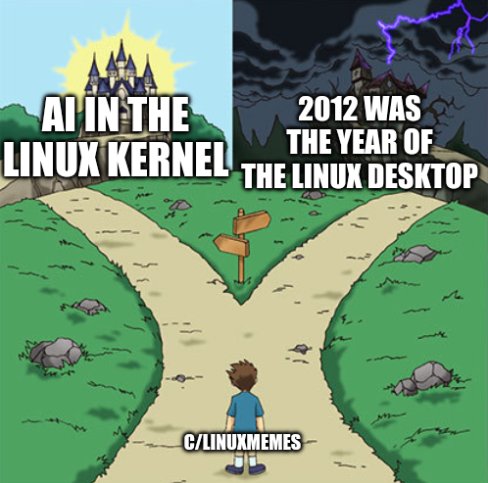 AI IN THE
LINUX KERNEL
2012 WAS
THE YEAR OF
THE LINUX DESKTOP
C/LINUXMEMES